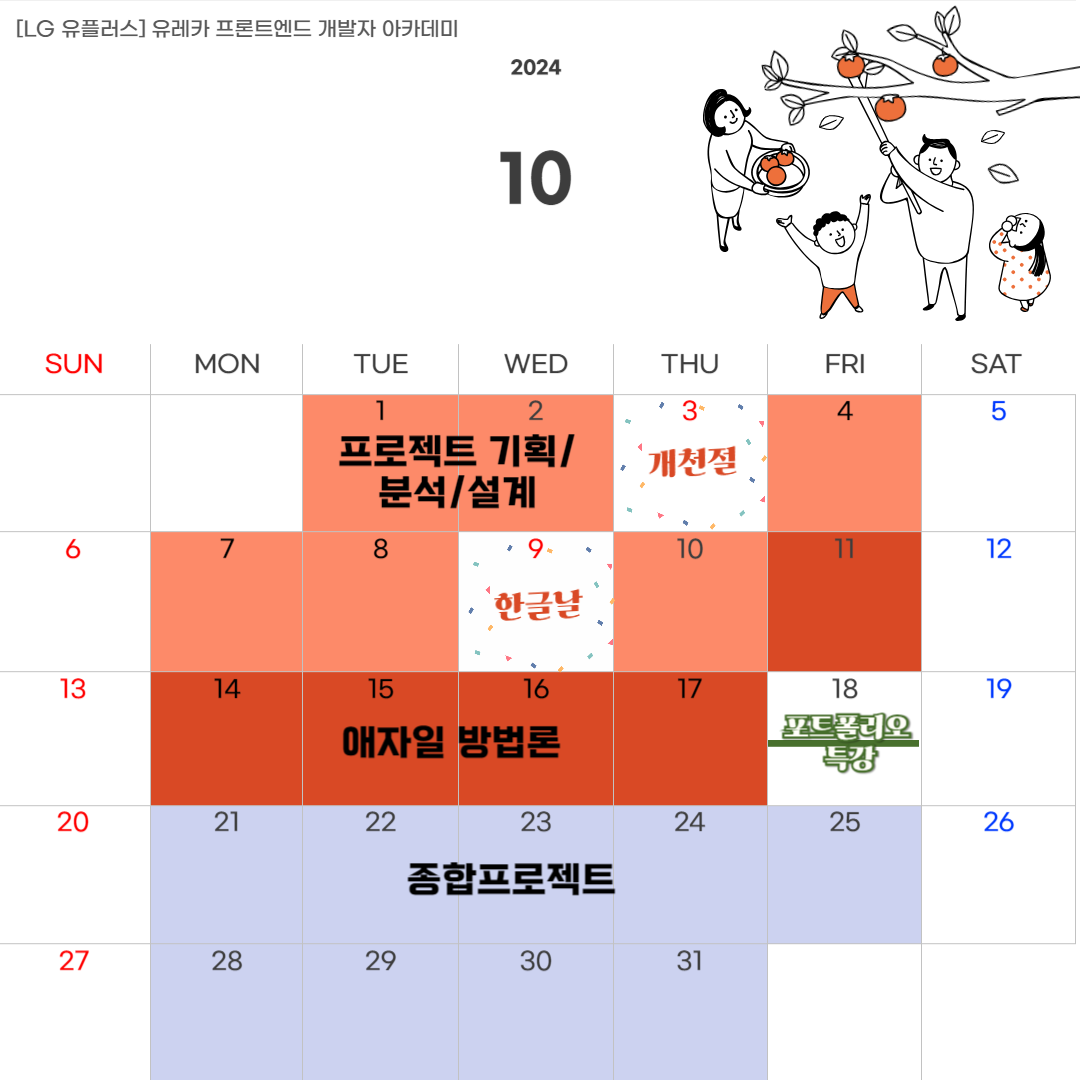 [LG 유플러스] 유레카 프론트엔드 개발자 아카데미
2024
10
SUN MON TUE WED THU FRI SAT
1 2 3 4 5
프로젝트 기획/
분석/설계
개천절
6 7 8 9 10 11 12
한글날
13 14 15 16 17 18 19
애자일 방법론
포트폴리오
특강
20 21 22 23 24 25 26
종합프로젝트
27 28 29 30 31